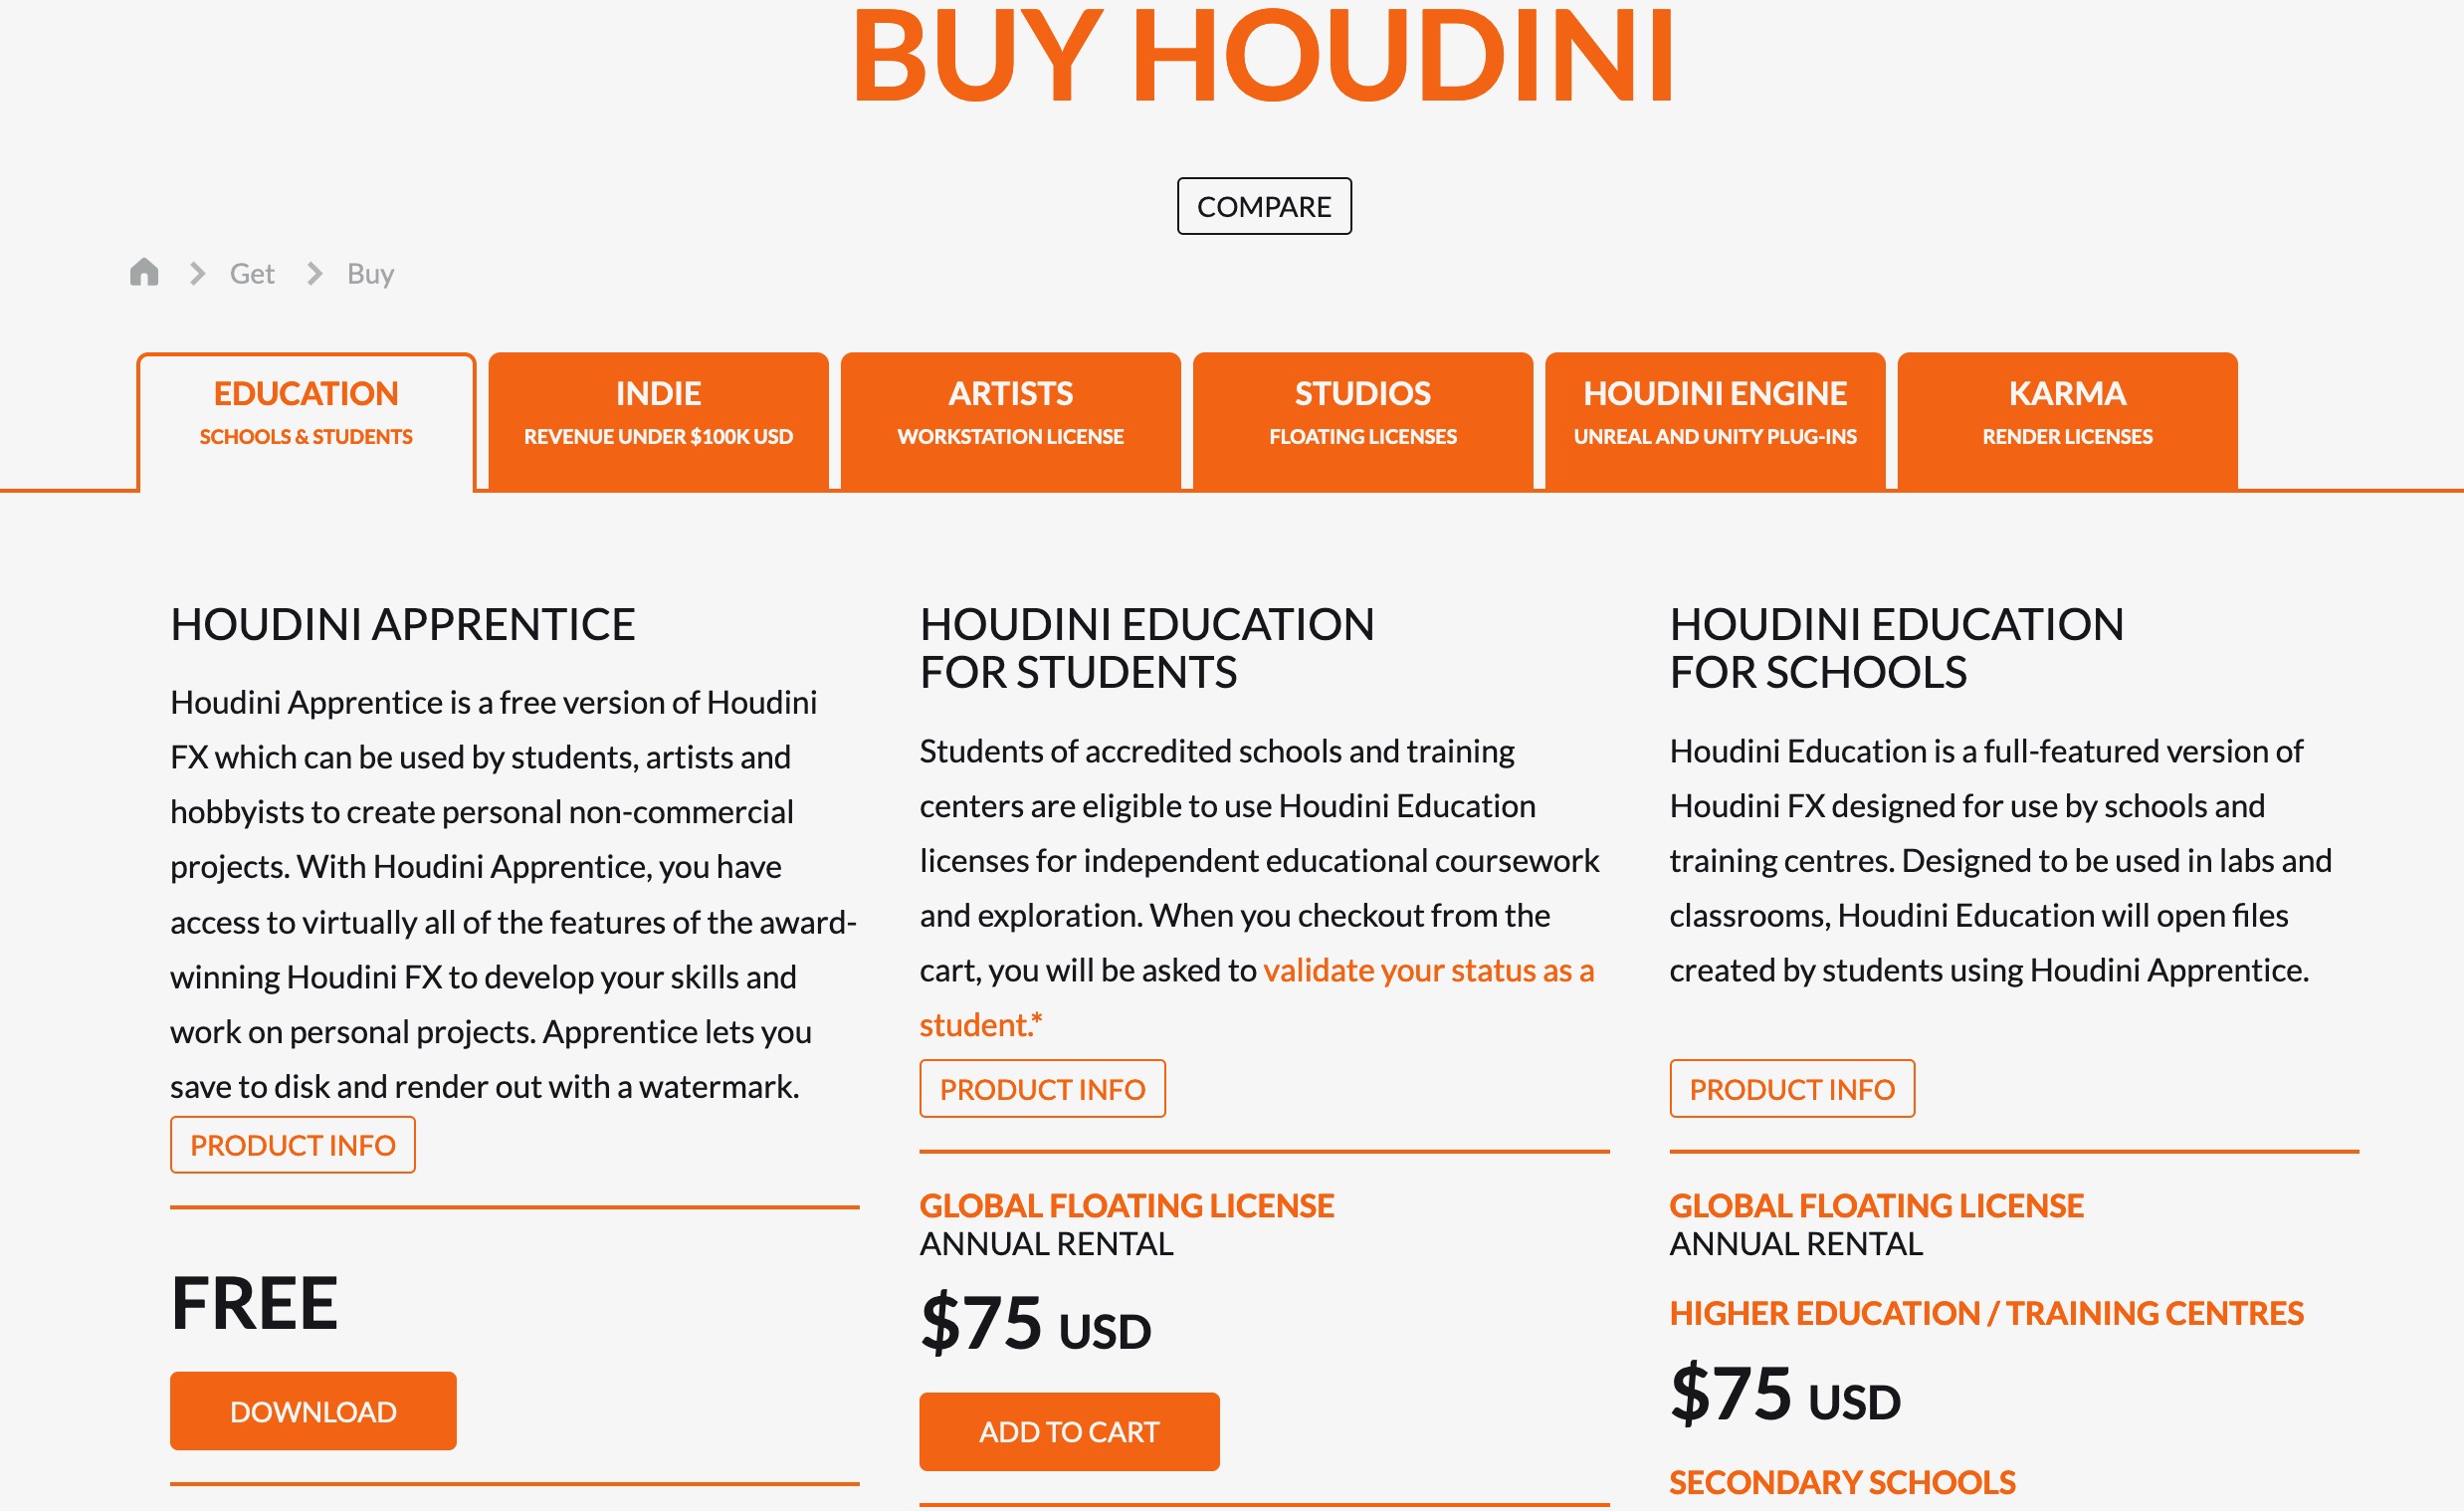 BUY HOUDINI
COMPARE
Get
Buy
EDUCATION
SCHOOLS & STUDENTS
INDIE
REVENUE UNDER $100K USD
ARTISTS
WORKSTATION LICENSE
STUDIOS
FLOATING LICENSES
HOUDINI ENGINE
UNREAL AND UNITY PLUG-INS
KARMA
RENDER LICENSES
HOUDINI APPRENTICE
Houdini Apprentice is a free version of Houdini
FX which can be used by students, artists and
hobbyists to create personal non-commercial
projects. With Houdini Apprentice, you have
access to virtually all of the features of the award-
winning Houdini FX to develop your skills and
work on personal projects. Apprentice lets you
save to disk and render out with a watermark.
PRODUCT INFO
FREE
DOWNLOAD
HOUDINI EDUCATION
FOR STUDENTS
Students of accredited schools and training
centers are eligible to use Houdini Education
licenses for independent educational coursework
and exploration. When you checkout from the
cart, you will be asked to validate your status as a
student.*
PRODUCT INFO
GLOBAL FLOATING LICENSE
ANNUAL RENTAL
$75 USD
ADD TO CART
HOUDINI EDUCATION
FOR SCHOOLS
Houdini Education is a full-featured version of
Houdini FX designed for use by schools and
training centres. Designed to be used in labs and
classrooms, Houdini Education will open files
created by students using Houdini Apprentice.
PRODUCT INFO
GLOBAL FLOATING LICENSE
ANNUAL RENTAL
HIGHER EDUCATION / TRAINING CENTRES
$75 USD
SECONDARY SCHOOLS